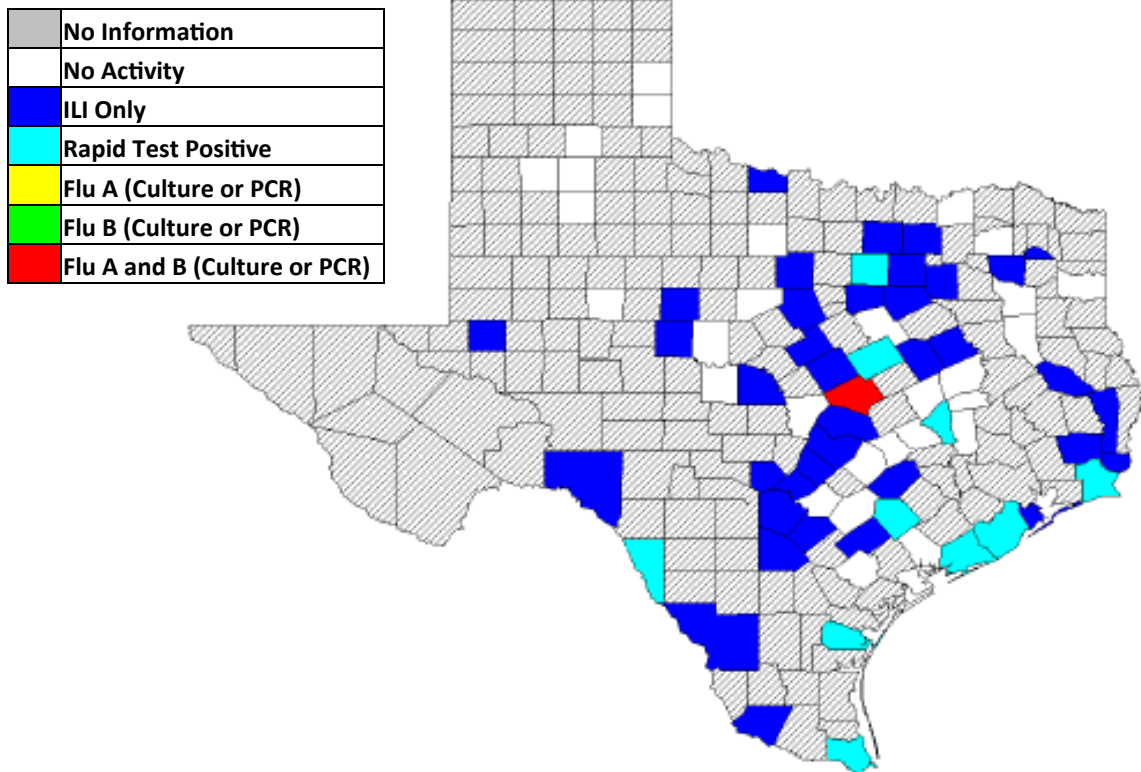 No Information
No Activity
ILI Only
Rapid Test Positive
Flu A (Culture or PCR)
Flu B (Culture or PCR)
Flu A and B (Culture or PCR)